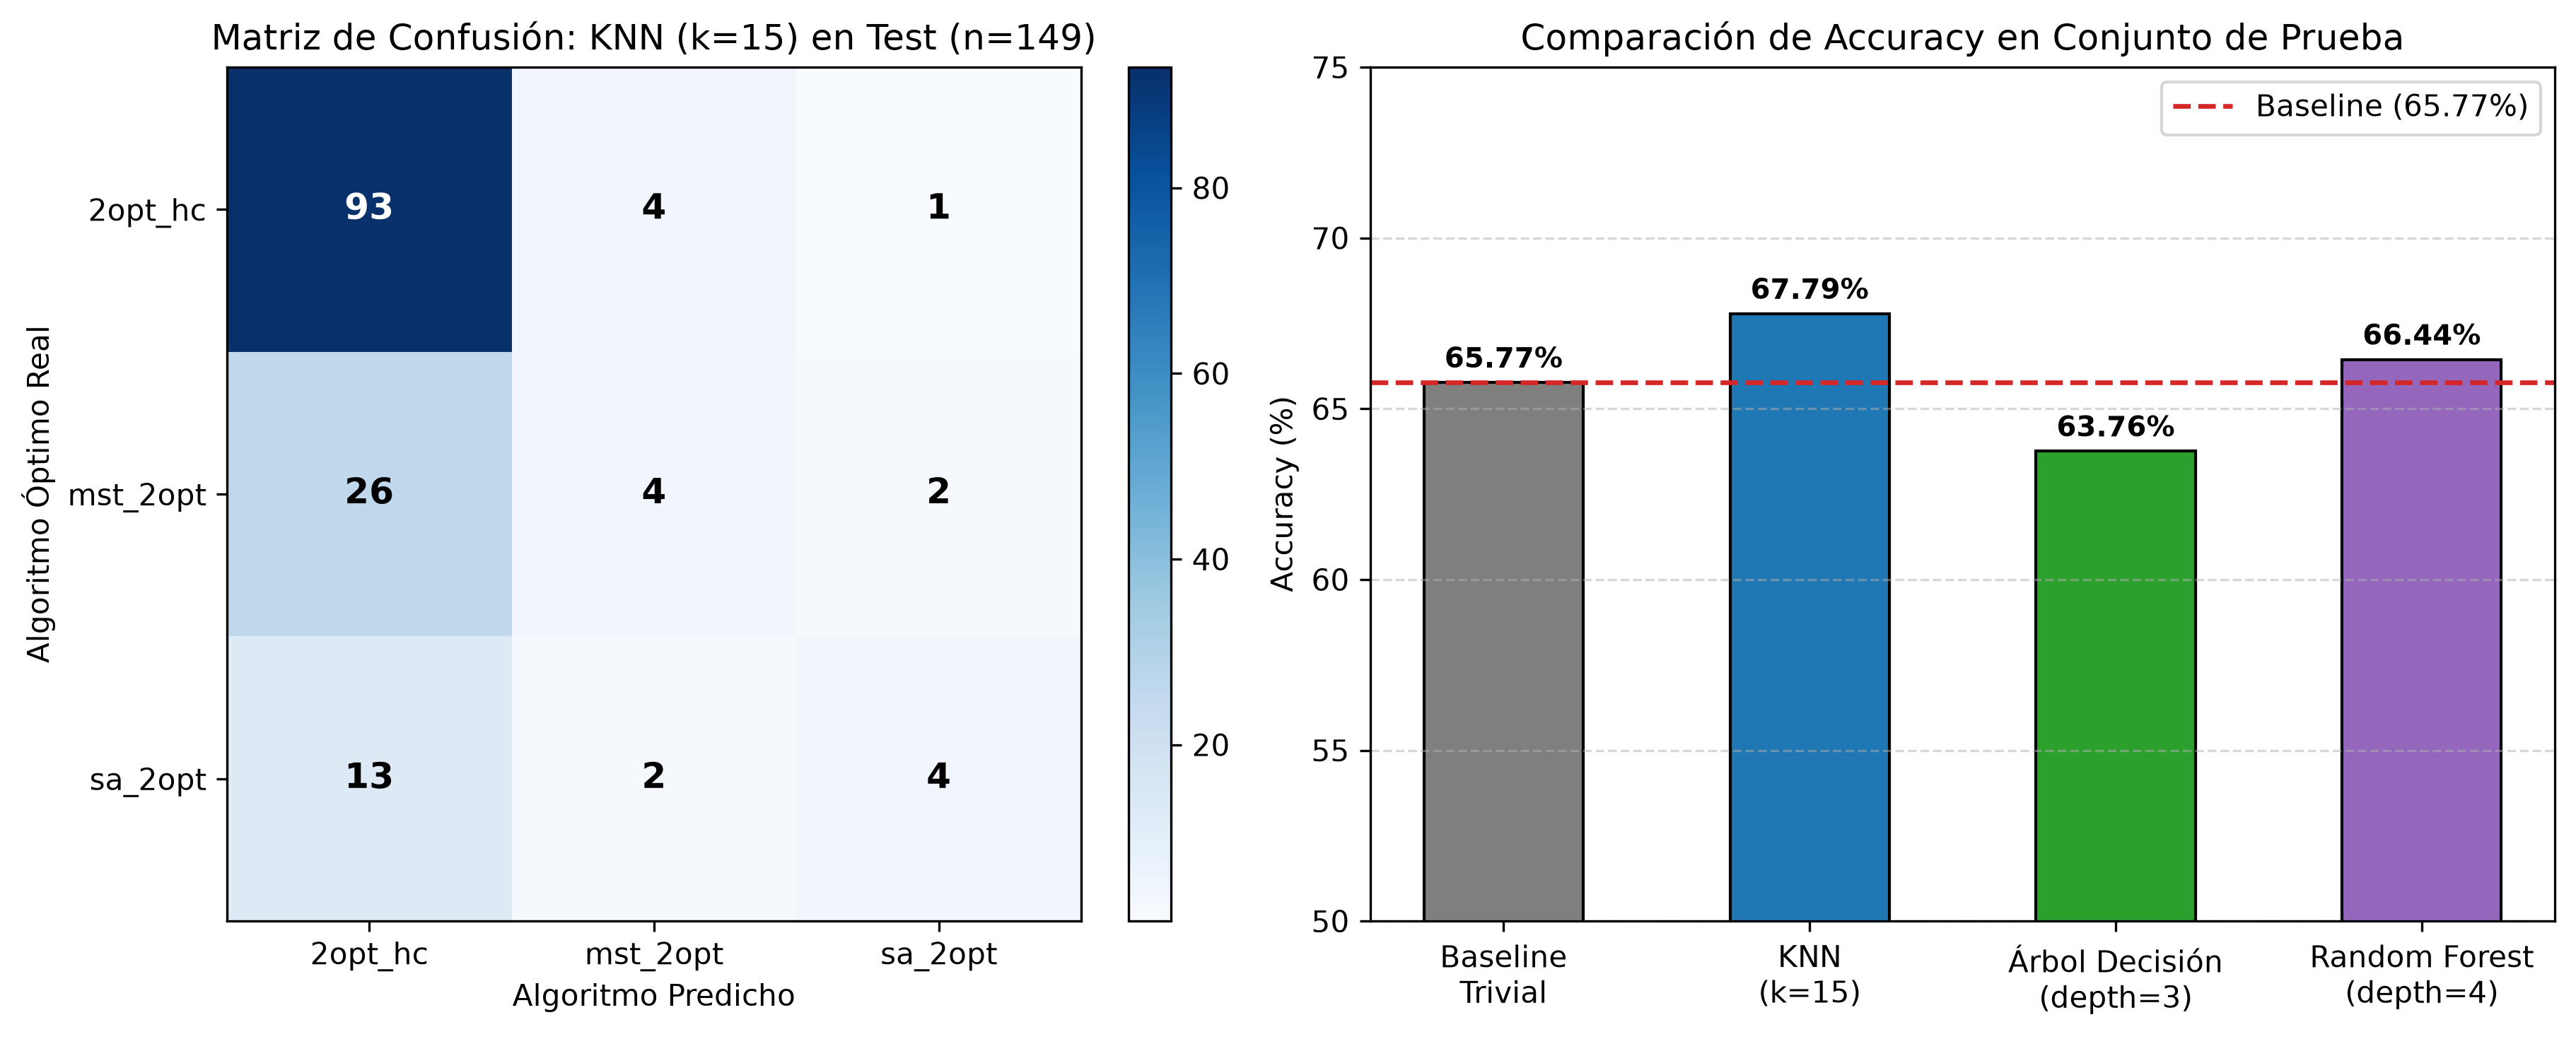 Matriz de Confusión: KNN (k=15) en Test (n=149)
Algoritmo Óptimo Real
2opt_hc
mst_2opt
sa_2opt
93 4 1
26 4 2
13 2 4
2opt_hc mst_2opt sa_2opt
Algoritmo Predicho
80
60
40
20
Comparación de Accuracy en Conjunto de Prueba
Accuracy (%)
75
70
65
60
55
50
Baseline (65.77%)
65.77%
67.79%
63.76%
66.44%
Baseline
Trivial
KNN
(k=15)
Árbol Decisión
(depth=3)
Random Forest
(depth=4)